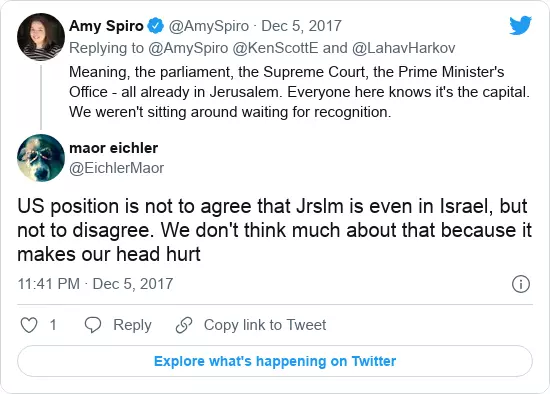 Amy Spiro @AmySpiro · Dec 5, 2017
Replying to @AmySpiro @KenScottE and @LahavHarkov
Meaning, the parliament, the Supreme Court, the Prime Minister's
Office - all already in Jerusalem. Everyone here knows it's the capital.
We weren't sitting around waiting for recognition.
maor eichler
@EichlerMaor
US position is not to agree that Jrslm is even in Israel, but
not to disagree. We don't think much about that because it
makes our head hurt
11:41 PM · Dec 5, 2017
1 Reply Copy link to Tweet
Explore what's happening on Twitter